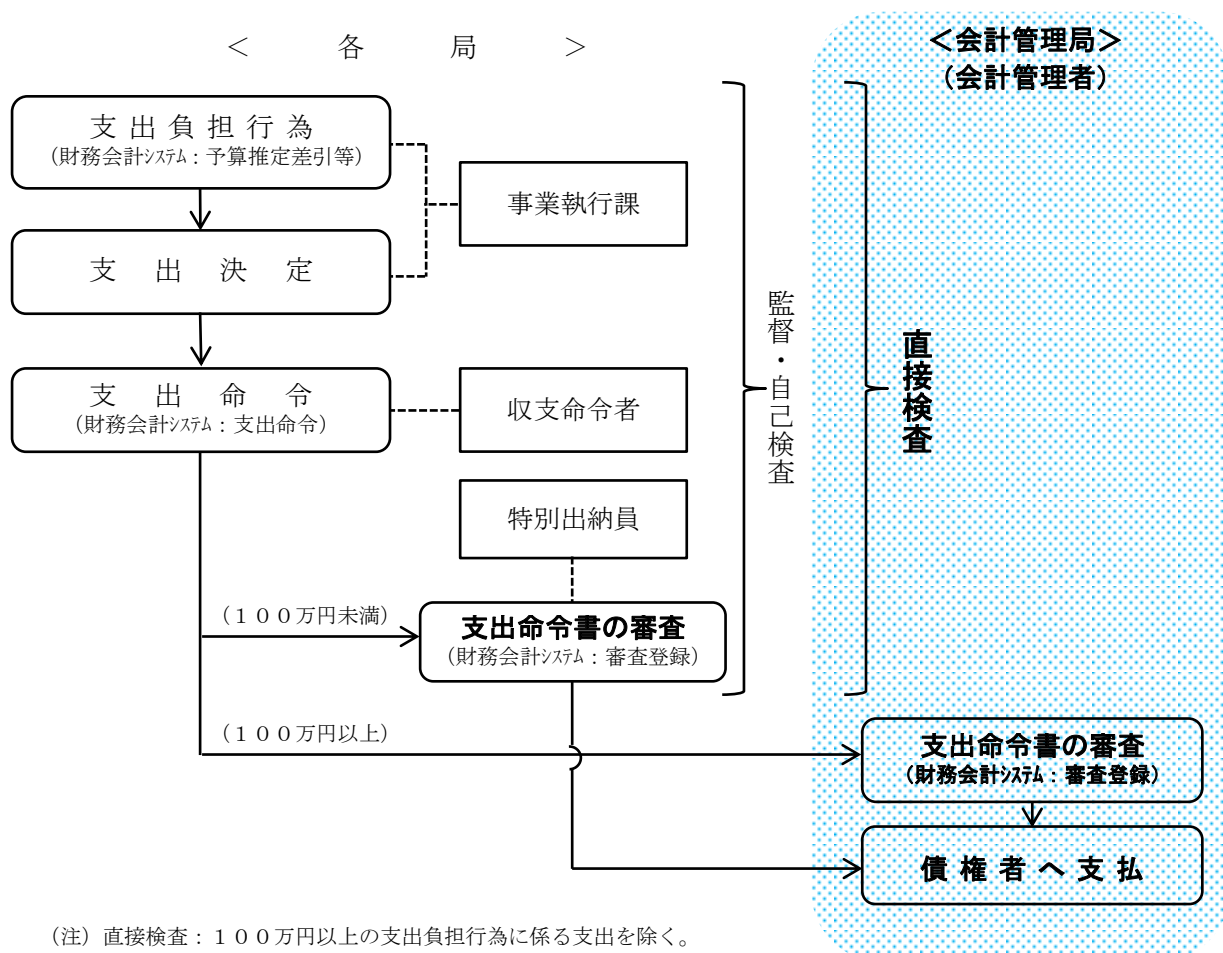 ＜　各　局　＞
＜会計管理局＞
（会計管理者）
支出負担行為
（財務会計ｼｽﾃﾑ：予算推定差引等）
事業執行課
支出決定
支出命令
（財務会計ｼｽﾃﾑ：支出命令）
収支命令者
特別出納員
監督・自己検査
直接検査
（１００万円未満）
支出命令書の審査
（財務会計ｼｽﾃﾑ：審査登録）
（１００万円以上）
支出命令書の審査
（財務会計ｼｽﾃﾑ：審査登録）
債権者へ支払
（注）直接検査：１００万円以上の支出負担行為に係る支出を除く。